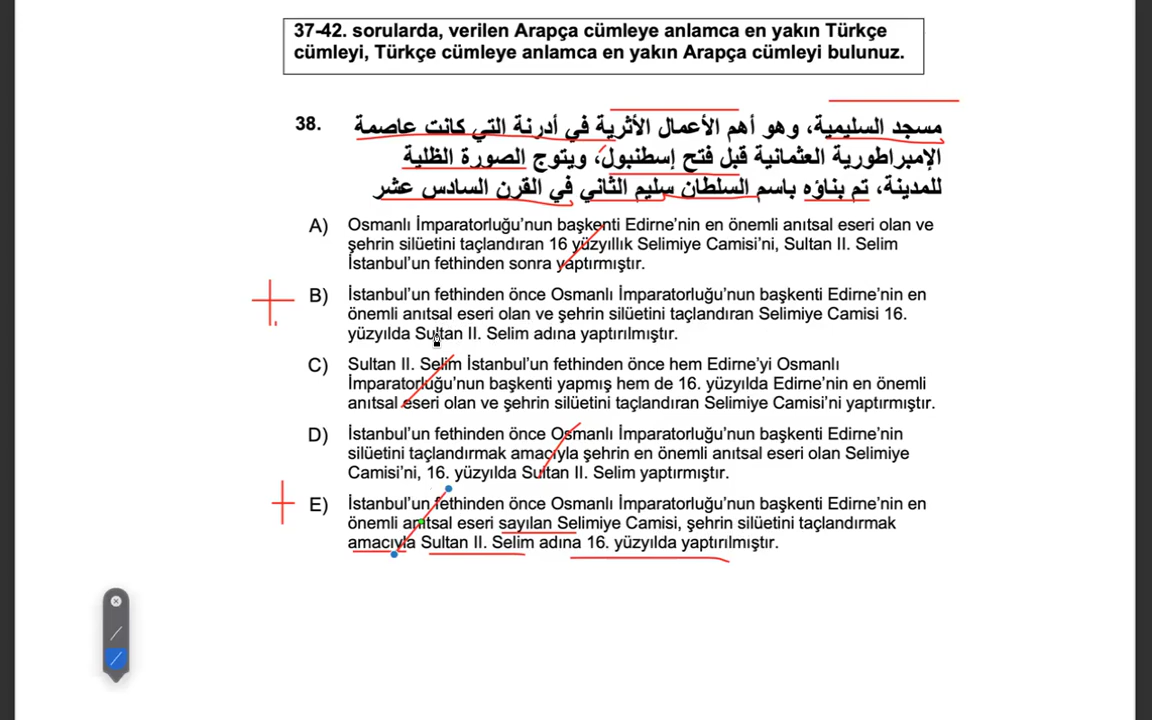 37-42. sorularda, verilen Arapça cümleye anlamca en yakın Türkçe
cümleyi, Türkçe cümleye anlamca en yakın Arapça cümleyi bulunuz.
38. مسجد السليمية، وهو أهم الأعمال الأثرية في أدرنة التي كانت عاصمة
الإمبراطورية العثمانية قبل فتح إسطنبول، ويتوج الصورة الظلية
للمدينة، تم بناؤه باسم السلطان سليم الثاني في القرن السادس عشر
A) Osmanlı İmparatorluğu'nun başkenti Edirne'nin en önemli anıtsal eseri olan ve
şehrin silüetini taçlandıran 16 yüzyıllık Selimiye Camisi'ni, Sultan II. Selim
İstanbul'un fethinden sonra yaptırmıştır.
B) İstanbul'un fethinden önce Osmanlı İmparatorluğu'nun başkenti Edirne'nin en
önemli anıtsal eseri olan ve şehrin silüetini taçlandıran Selimiye Camisi 16.
yüzyılda Sultan II. Selim adına yaptırılmıştır.
C) Sultan II. Selim İstanbul'un fethinden önce hem Edirne'yi Osmanlı
İmparatorluğu'nun başkenti yapmış hem de 16. yüzyılda Edirne'nin en önemli
anıtsal eseri olan ve şehrin silüetini taçlandıran Selimiye Camisi'ni yaptırmıştır.
D) İstanbul'un fethinden önce Osmanlı İmparatorluğu'nun başkenti Edirne'nin
silüetini taçlandırmak amacıyla şehrin en önemli anıtsal eseri olan Selimiye
Camisi'ni, 16. yüzyılda Sultan II. Selim yaptırmıştır.
E) İstanbul'un fethinden önce Osmanlı İmparatorluğu'nun başkenti Edirne'nin en
önemli anıtsal eseri sayılan Selimiye Camisi, şehrin silüetini taçlandırmak
amacıyla Sultan II. Selim adına 16. yüzyılda yaptırılmıştır.